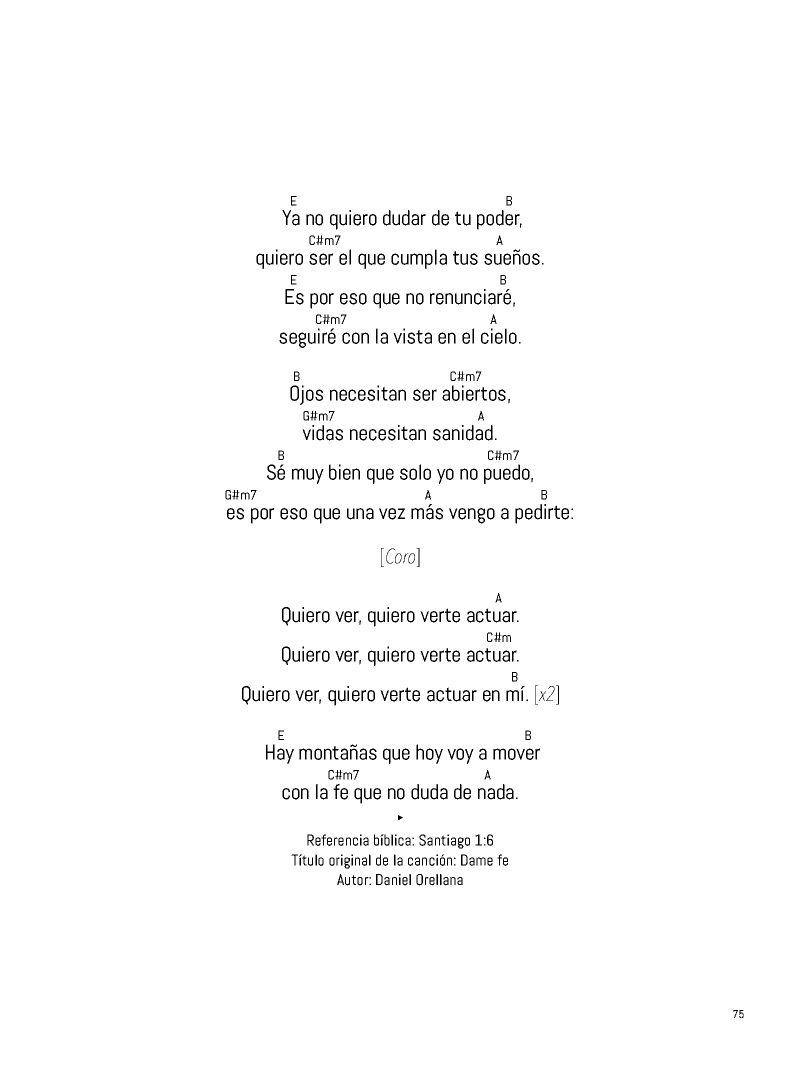 E B
Ya no quiero dudar de tu poder,
C#m7 A
quiero ser el que cumpla tus sueños.
E B
Es por eso que no renunciaré,
C#m7 A
seguiré con la vista en el cielo.
B C#m7
Ojos necesitan ser abiertos,
G#m7 A
vidas necesitan sanidad.
B C#m7
Sé muy bien que solo yo no puedo,
G#m7 A B
es por eso que una vez más vengo a pedirte:
[Coro]
A
Quiero ver, quiero verte actuar.
C#m
Quiero ver, quiero verte actuar.
B
Quiero ver, quiero verte actuar en mí. [x2]
E B
Hay montañas que hoy voy a mover
C#m7 A
con la fe que no duda de nada.
Referencia bíblica: Santiago 1:6
Título original de la canción: Dame fe
Autor: Daniel Orellana
75